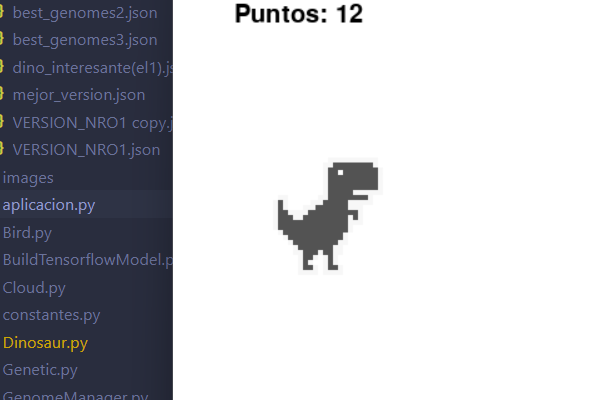 best_genomes2.json
best_genomes3.json
dino_interesante(el1).js
mejor_version.json
VERSION_NRO1 copy.j
VERSION_NRO1.json
images
aplicacion.py
Bird.py
BuildTensorflowModel.p
Cloud.py
constantes.py
Dinosaur.py
Genetic.py
GenomeManager.py
Puntos: 12